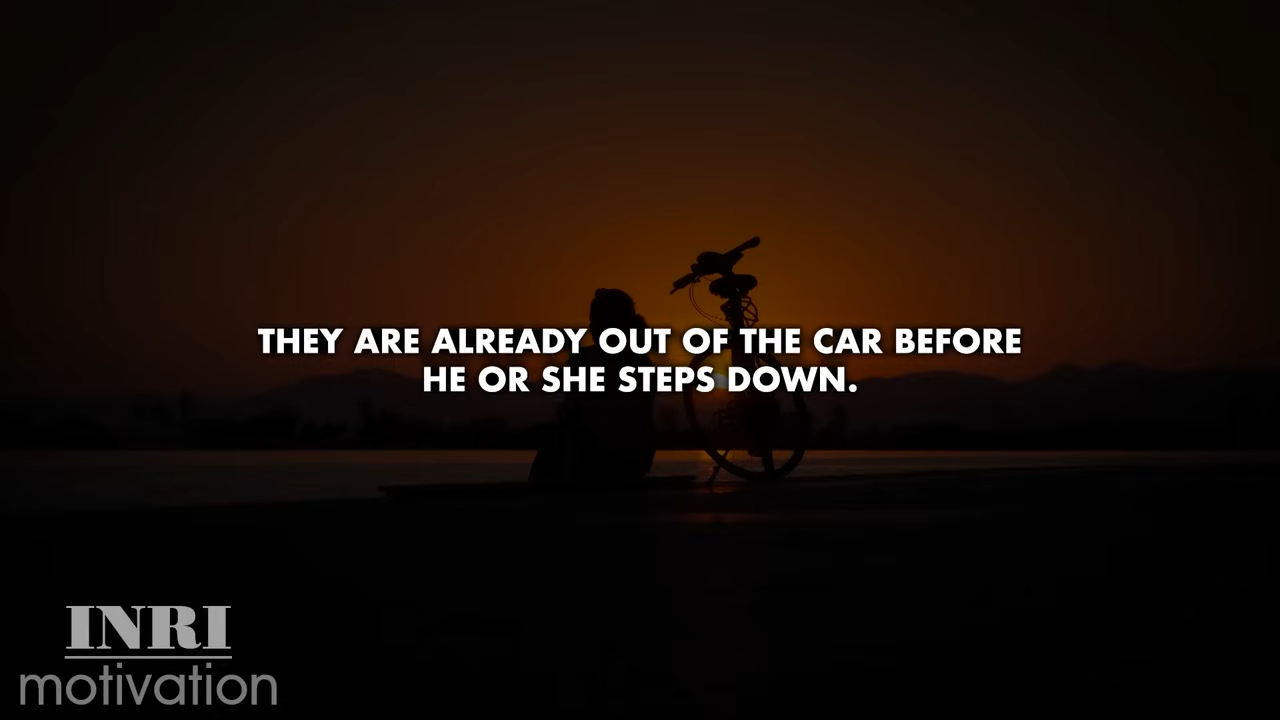 THEY ARE ALREADY OUT OF THE CAR BEFORE
HE OR SHE STEPS DOWN.
INRI
motivation